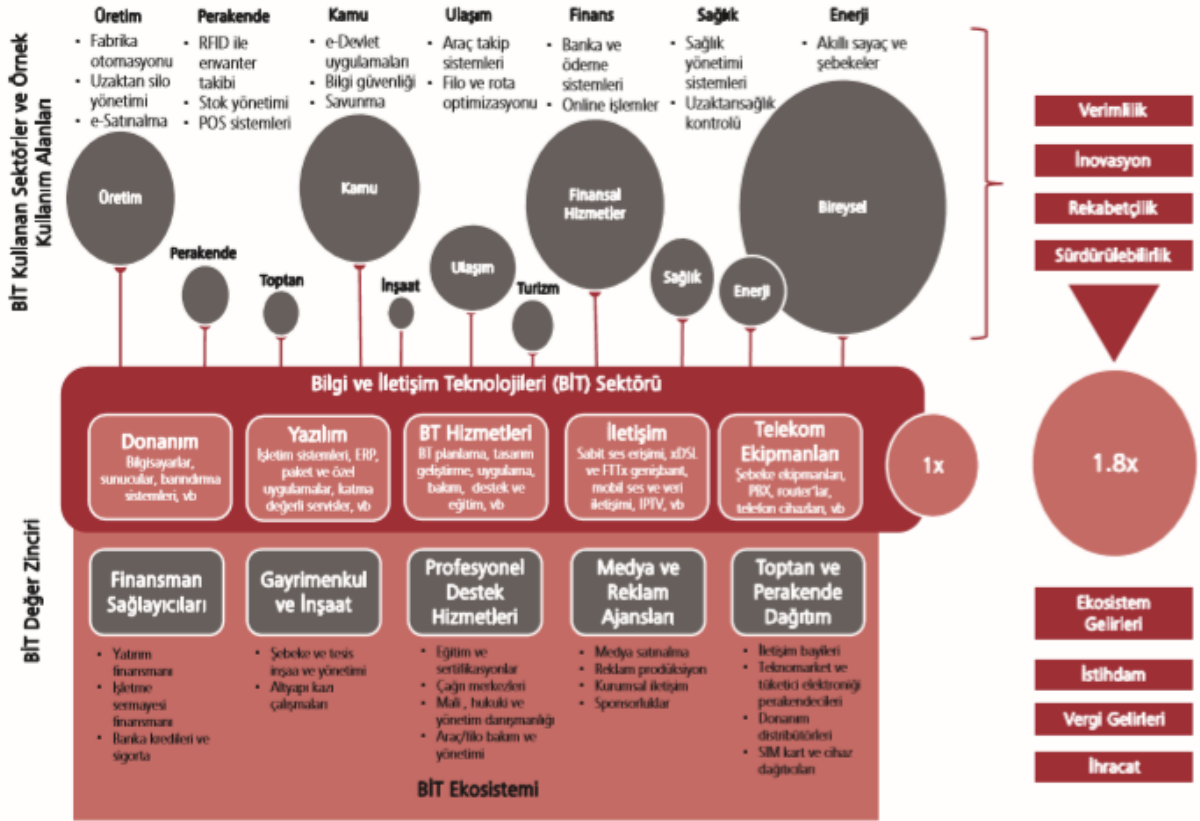 BİT Kullanan Sektörler ve Örnek
Kullanım Alanları
Üretim
• Fabrika
otomasyonu
• Uzaktan silo
yönetimi
• e-Satınalma
Perakende
• RFID ile
envanter
takibi
• Stok yönetimi
• POS sistemleri
Kamu
• e-Devlet
uygulamaları
• Bilgi güvenliği
• Savunma
Ulaşım
• Araç takip
sistemleri
• Filo ve rota
optimizasyonu
Finans
• Banka ve
ödeme
sistemleri
• Online işlemler
Sağlık
• Sağlık
yönetimi
sistemleri
• Uzaktansağlık
kontrolü
Enerji
• Akıllı sayaç ve
şebekeler
Üretim
Perakende
Toptan
Kamu
İnşaat
Ulaşım
Turizm
Finansal
Hizmetler
Sağlık
Enerji
Bireysel
Verimlilik
İnovasyon
Rekabetçilik
Sürdürülebilirlik
BİT Değer Zinciri
Bilgi ve İletişim Teknolojileri (BİT) Sektörü
Donanım
Bilgisayarlar,
sunucular, barındırma
sistemleri, vb
Yazılım
İşletim sistemleri, ERP,
paket ve özel
uygulamalar, katma
değerli servisler, vb
BT Hizmetleri
BT planlama, tasarım
geliştirme, uygulama,
bakım, destek ve
eğitim, vb
İletişim
Sabit ses erişimi, xDSL
ve FTTx genişbant,
mobil ses ve veri
iletişimi, IPTV, vb
Telekom
Ekipmanları
Şebeke ekipmanları,
PBX, router'lar,
telefon cihazları, vb
1x
1.8x
Finansman
Sağlayıcıları
• Yatırım
finansmanı
• İşletme
sermayesi
finansmanı
• Banka kredileri ve
sigorta
Gayrimenkul
ve İnşaat
• Şebeke ve tesis
inşaa ve yönetimi
• Altyapı kazı
çalışmaları
Profesyonel
Destek
Hizmetleri
• Eğitim ve
sertifikasyonlar
• Çağrı merkezleri
• Mali , hukuki ve
yönetim danışmanlığı
• Araç/filo bakım ve
yönetimi
Medya ve
Reklam
Ajansları
• Medya satınalma
• Reklam prodüksiyon
• Kurumsal iletişim
• Sponsorluklar
Toptan ve
Perakende
Dağıtım
• İletişim bayileri
• Teknomarket ve
tüketici elektroniği
perakendecileri
• Donanım
distribütörleri
• SIM kart ve cihaz
dağıtıcıları
BİT Ekosistemi
Ekosistem
Gelirleri
İstihdam
Vergi Gelirleri
İhracat